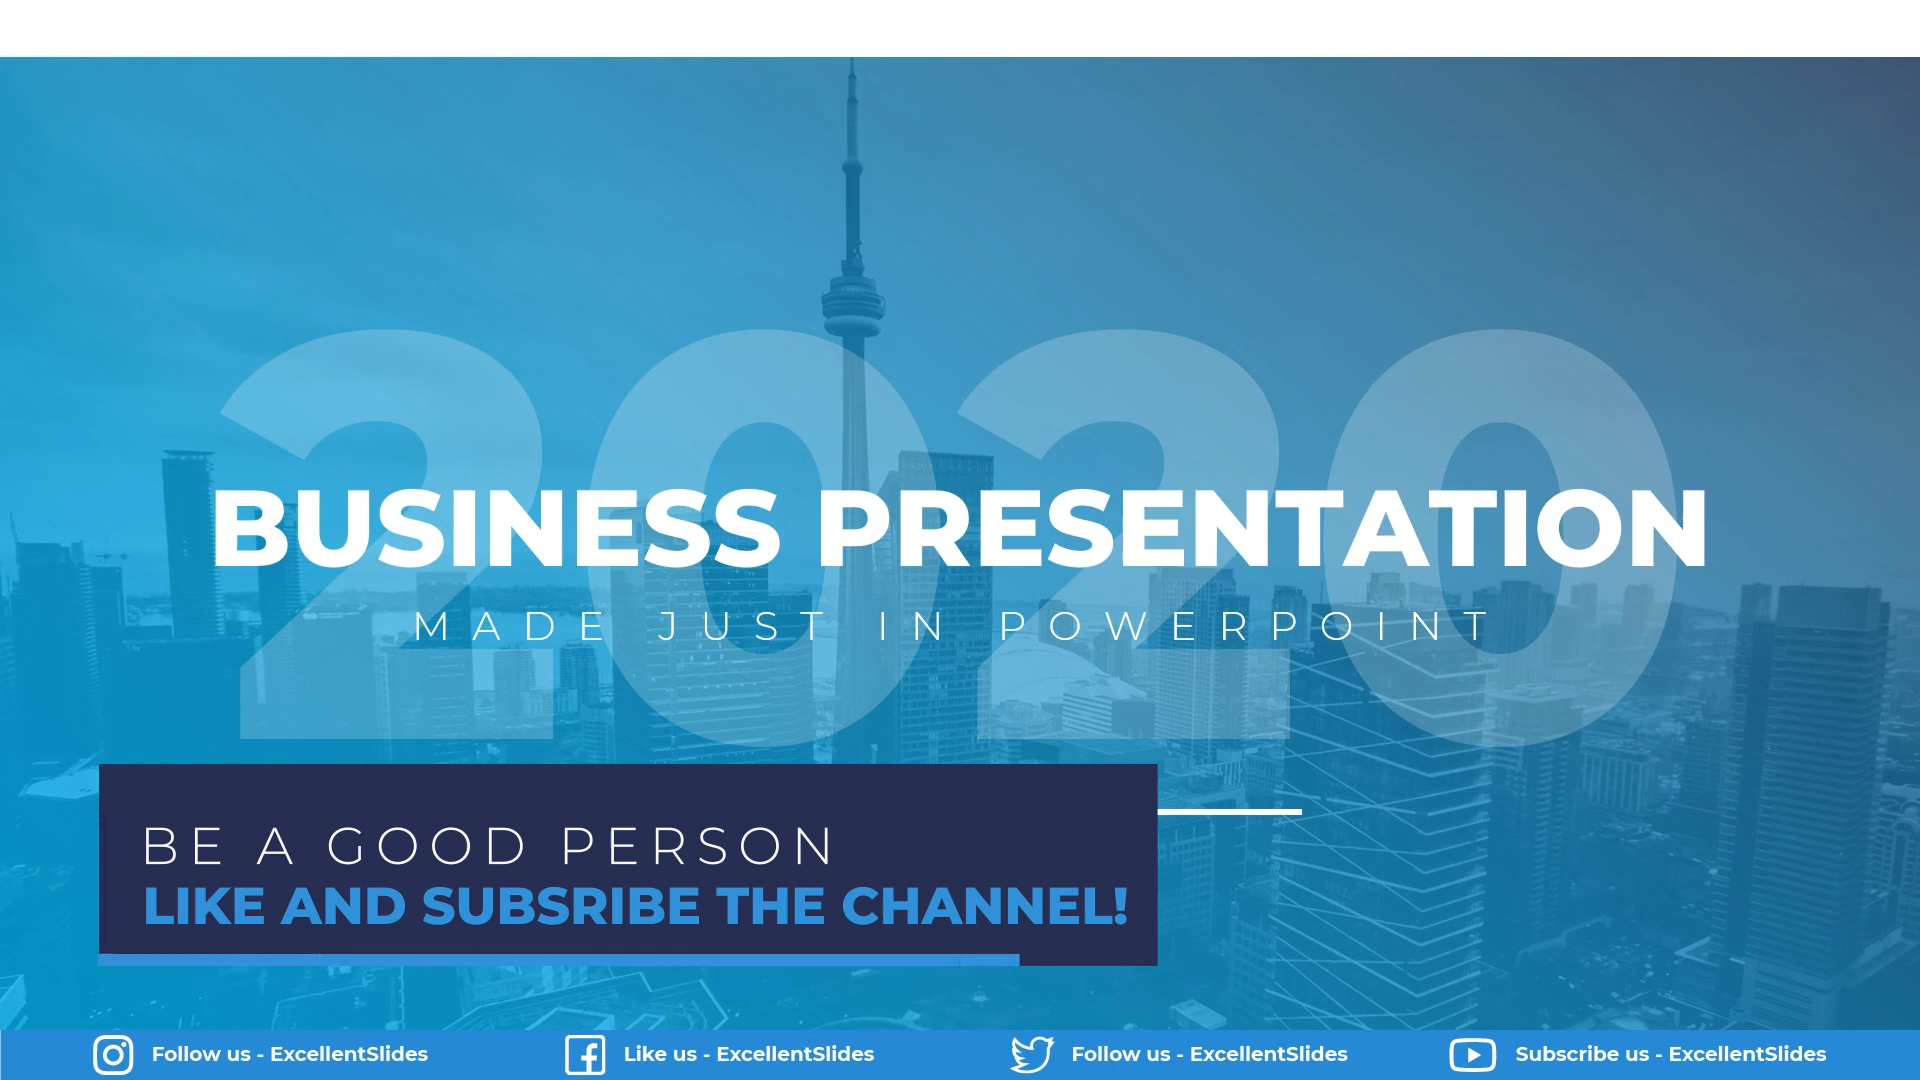 2020
BUSINESS PRESENTATION
MADE JUST IN POWERPOINT
BE A GOOD PERSON
LIKE AND SUBSRIBE THE CHANNEL!
Follow us - ExcellentSlides
Like us - ExcellentSlides
Follow us - ExcellentSlides
Subscribe us - ExcellentSlides